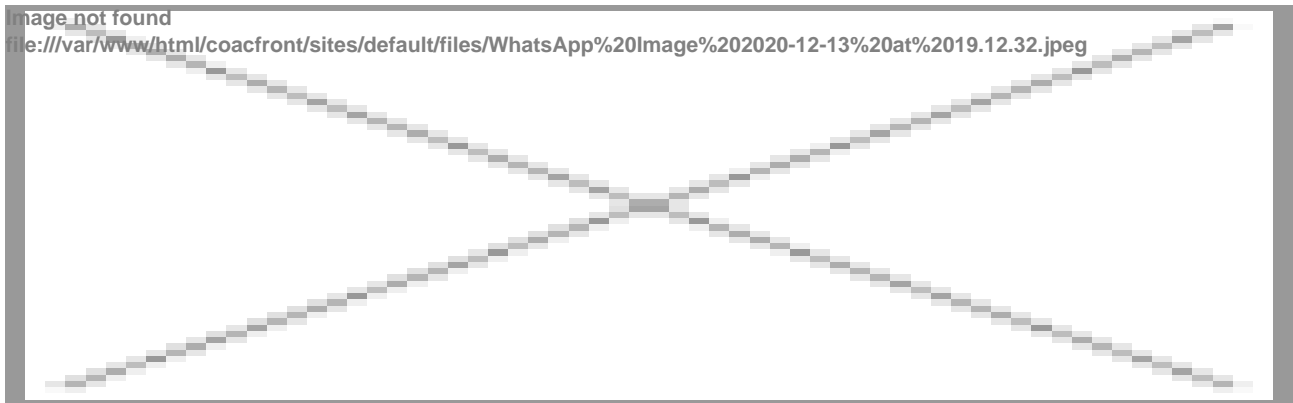 Image not found
file:///var/www/html/coacfront/sites/default/files/WhatsApp%20Image%202020-12-13%20at%2019.12.32.jpeg